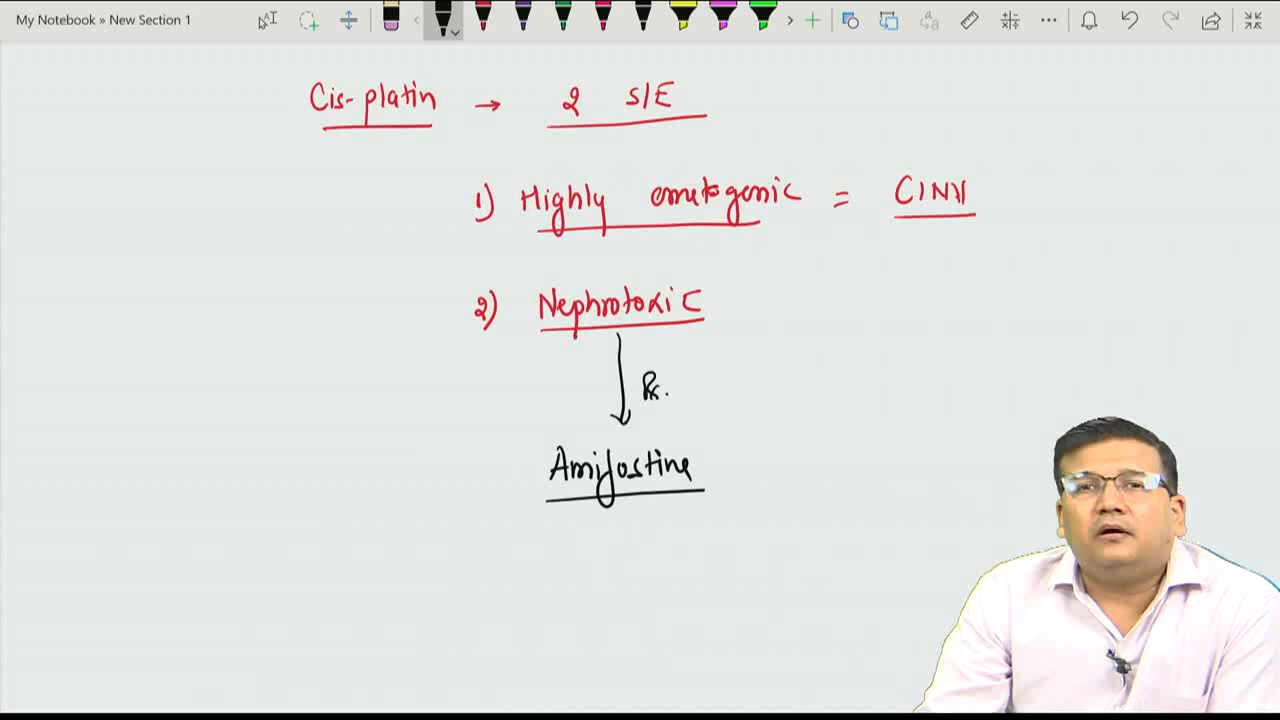 My Notebook » New Section 1
Cis-platin → 2 S/E
1) Highly emetogenic = CINV
2) Nephrotoxic
Rx.
Amifostine